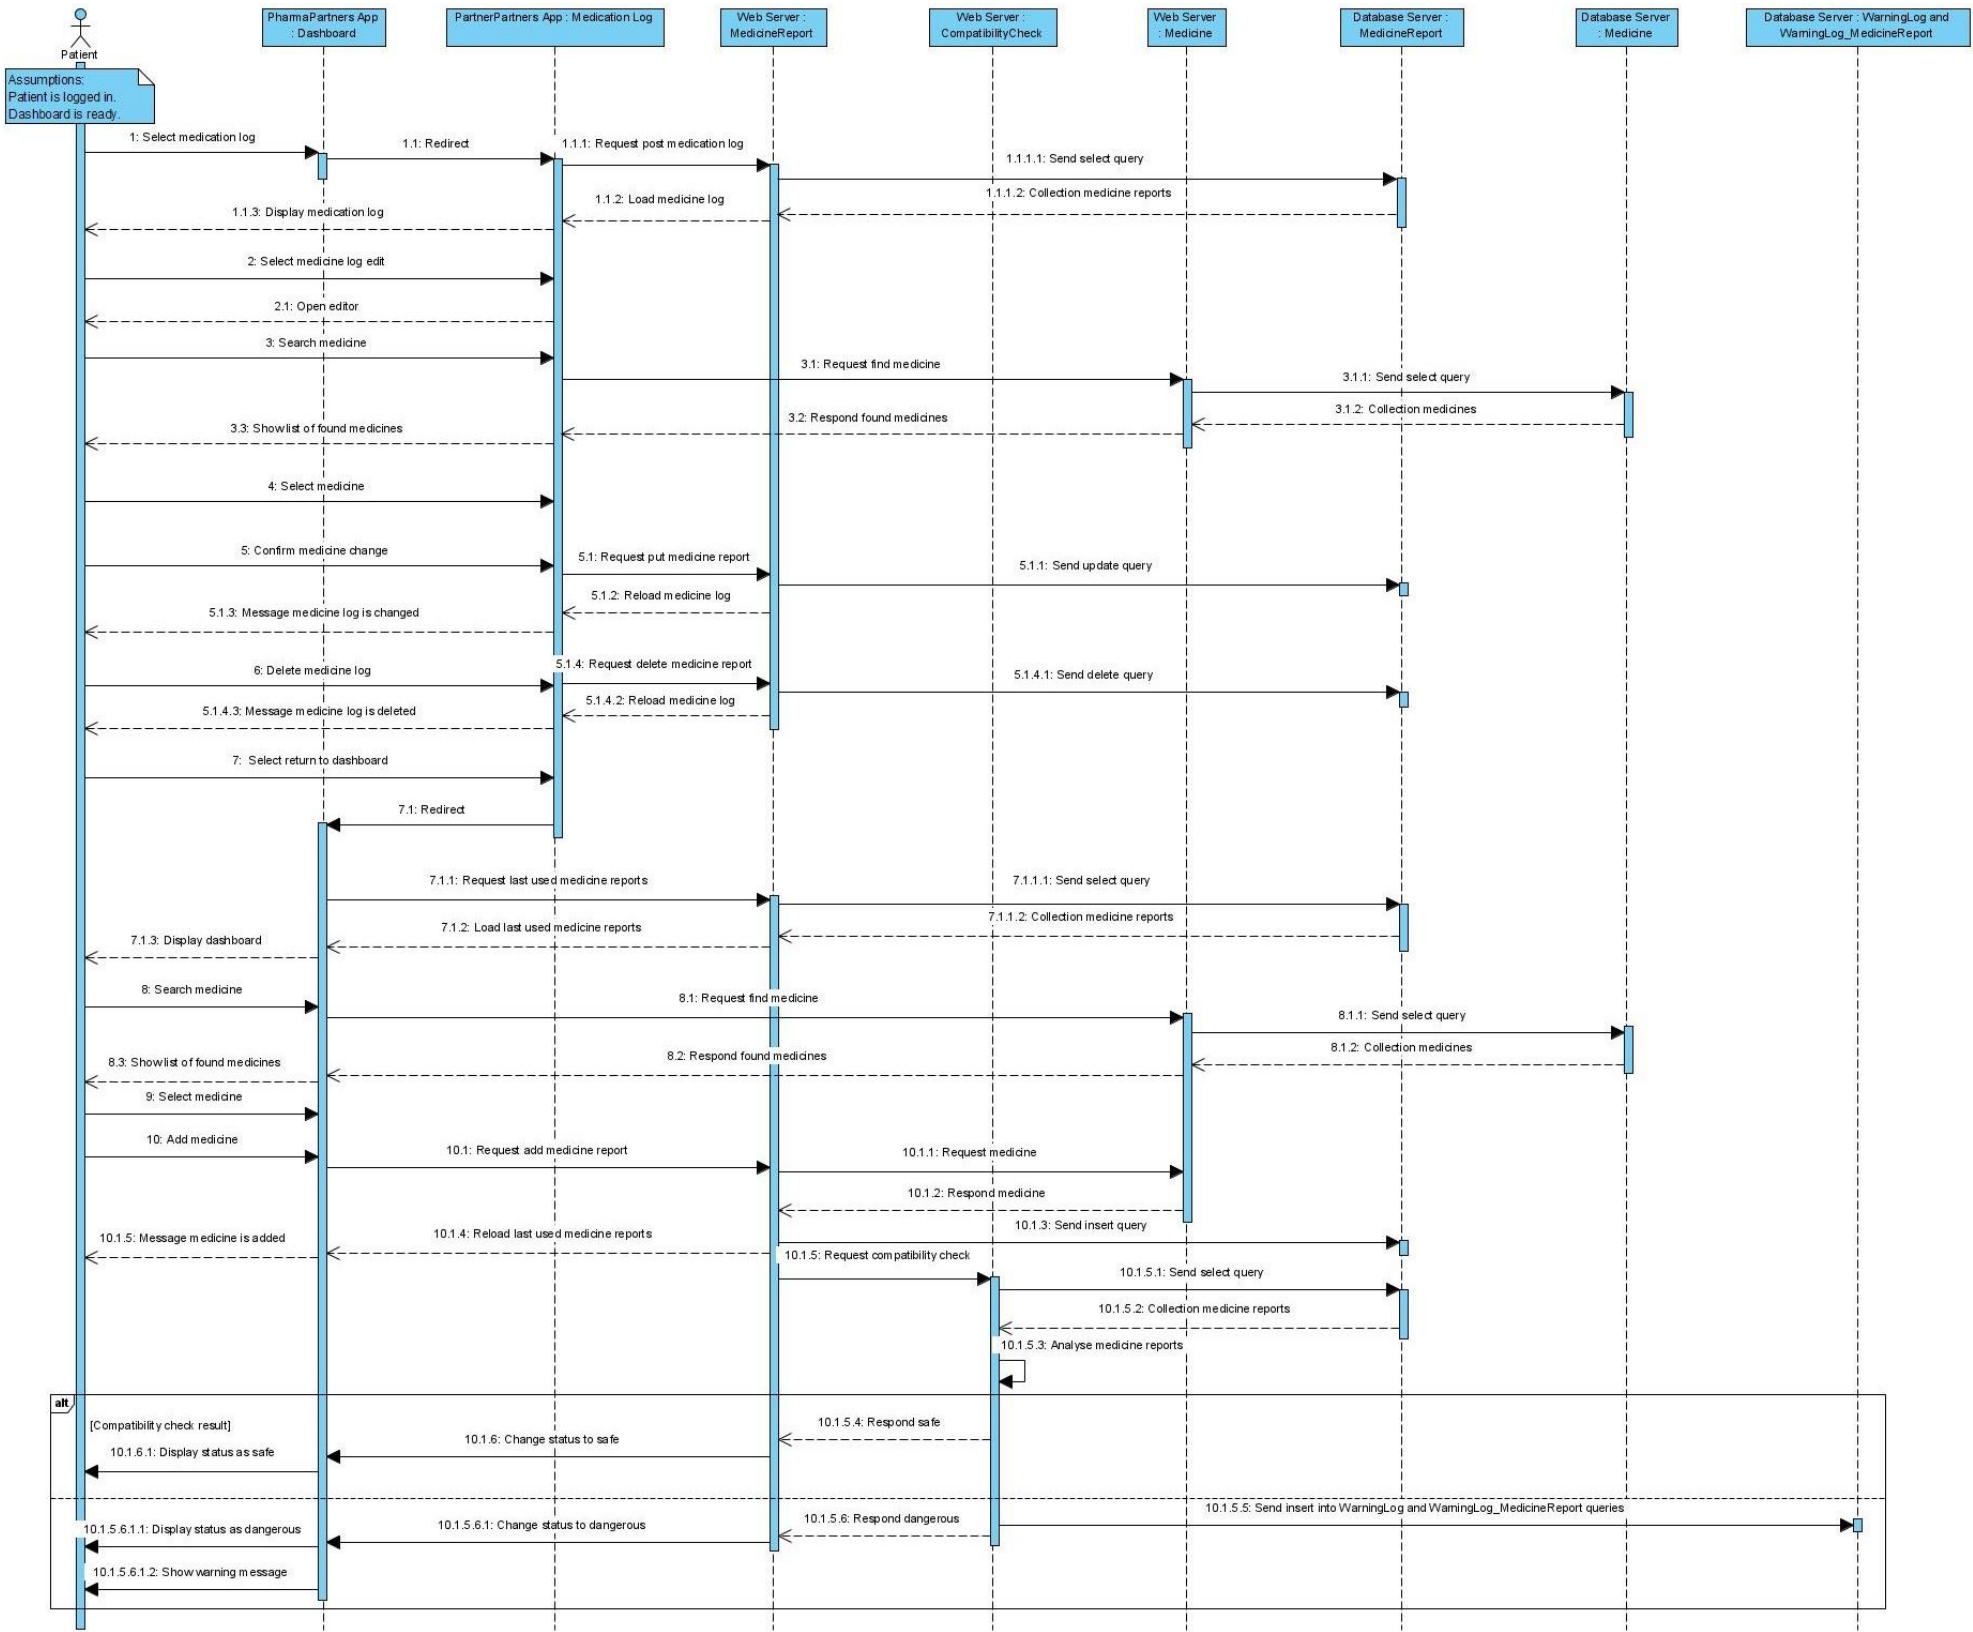 PharmaPartners App
: Dashboard
PartnerPartners App : Medication Log
Web Server :
MedicineReport
Web Server :
CompatibilityCheck
Web Server
: Medicine
Database Server :
MedicineReport
Database Server
: Medicine
Database Server : WarningLog and
WarningLog_MedicineReport
Patient
Assumptions:
Patient is logged in.
Dashboard is ready.
1: Select medication log
1.1: Redirect
1.1.1: Request post medication log
1.1.1.1: Send select query
1.1.1.2: Collection medicine reports
1.1.2: Load medicine log
1.1.3: Display medication log
2: Select medicine log edit
2.1: Open editor
3: Search medicine
3.1: Request find medicine
3.1.1: Send select query
3.1.2: Collection medicines
3.2: Respond found medicines
3.3: Show list of found medicines
4: Select medicine
5: Confirm medicine change
5.1: Request put medicine report
5.1.1: Send update query
5.1.2: Reload medicine log
5.1.3: Message medicine log is changed
6: Delete medicine log
5.1.4: Request delete medicine report
5.1.4.1: Send delete query
5.1.4.2: Reload medicine log
5.1.4.3: Message medicine log is deleted
7: Select return to dashboard
7.1: Redirect
7.1.1: Request last used medicine reports
7.1.1.1: Send select query
7.1.1.2: Collection medicine reports
7.1.2: Load last used medicine reports
7.1.3: Display dashboard
8: Search medicine
8.1: Request find medicine
8.1.1: Send select query
8.1.2: Collection medicines
8.2: Respond found medicines
8.3: Show list of found medicines
9: Select medicine
10: Add medicine
10.1: Request add medicine report
10.1.1: Request medicine
10.1.2: Respond medicine
10.1.3: Send insert query
10.1.4: Reload last used medicine reports
10.1.5: Message medicine is added
10.1.5: Request compatibility check
10.1.5.1: Send select query
10.1.5.2: Collection medicine reports
10.1.5.3: Analyse medicine reports
alt
[Compatibility check result]
10.1.5.4: Respond safe
10.1.6: Change status to safe
10.1.6.1: Display status as safe
10.1.5.5: Send insert into WarningLog and WarningLog_MedicineReport queries
10.1.5.6: Respond dangerous
10.1.5.6.1: Change status to dangerous
10.1.5.6.1.1: Display status as dangerous
10.1.5.6.1.2: Show warning message